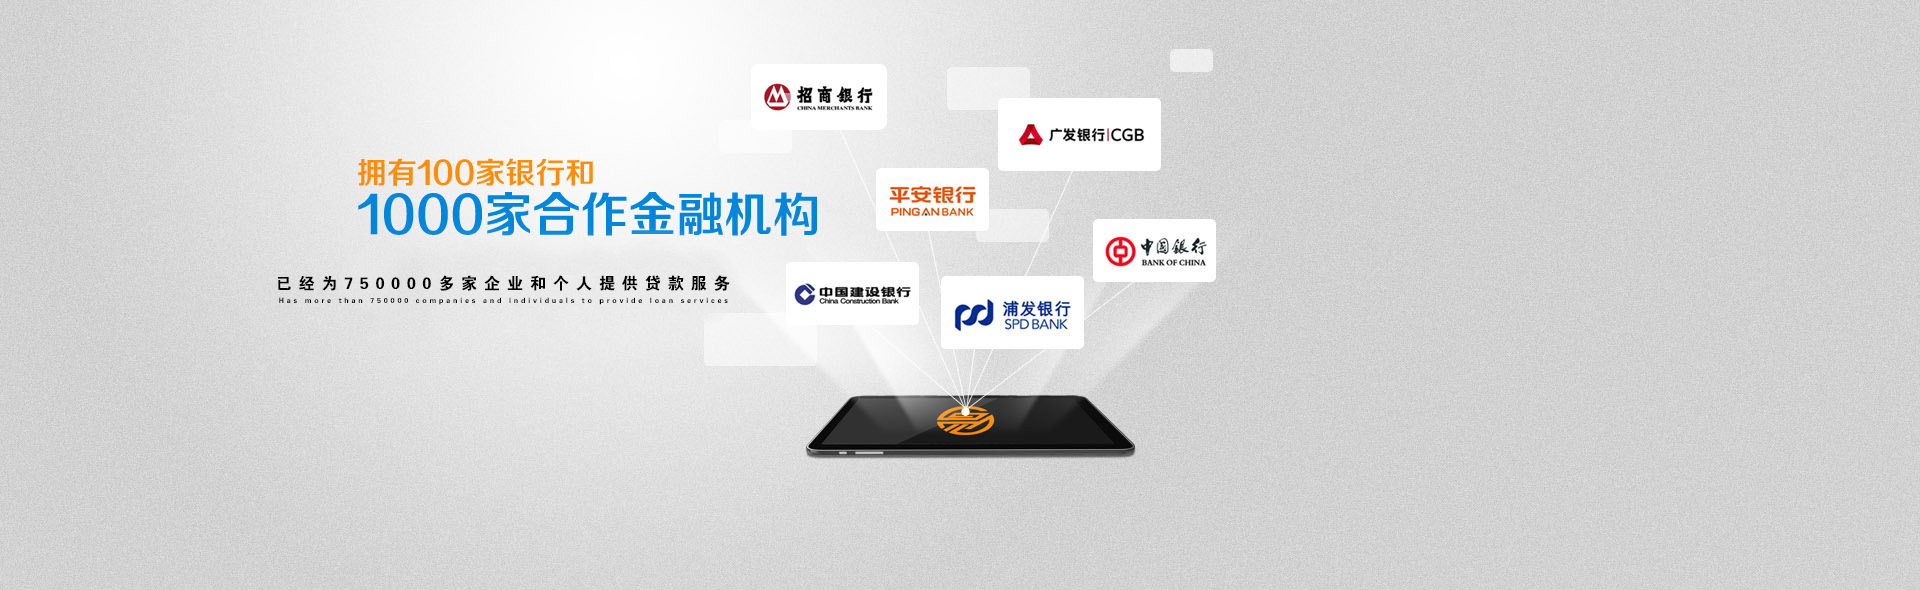 拥有100家银行和
1000家合作金融机构
已经为750000多家企业和个人提供贷款服务
Has more than 750000 companies and individuals to provide loan services
招商银行
CHINA MERCHANTS BANK
广发银行|CGB
平安银行
PINGAN BANK
中国银行
BANK OF CHINA
中国建设银行
China Construction Bank
浦发银行
SPD BANK